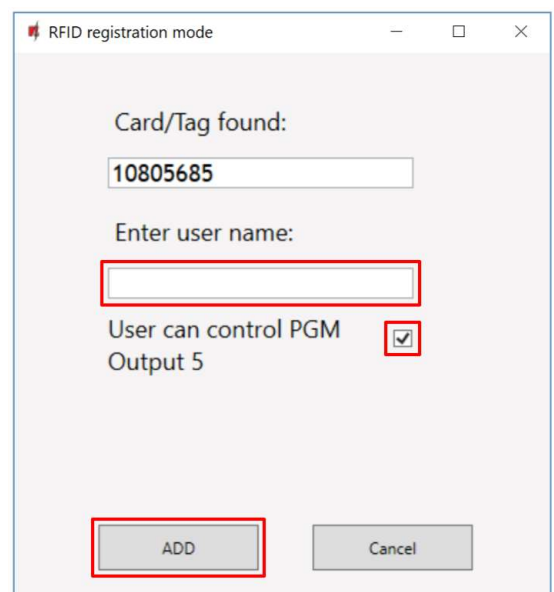 RFID registration mode
Card/Tag found:
10805685
Enter user name:
User can control PGM
Output 5
ADD
Cancel